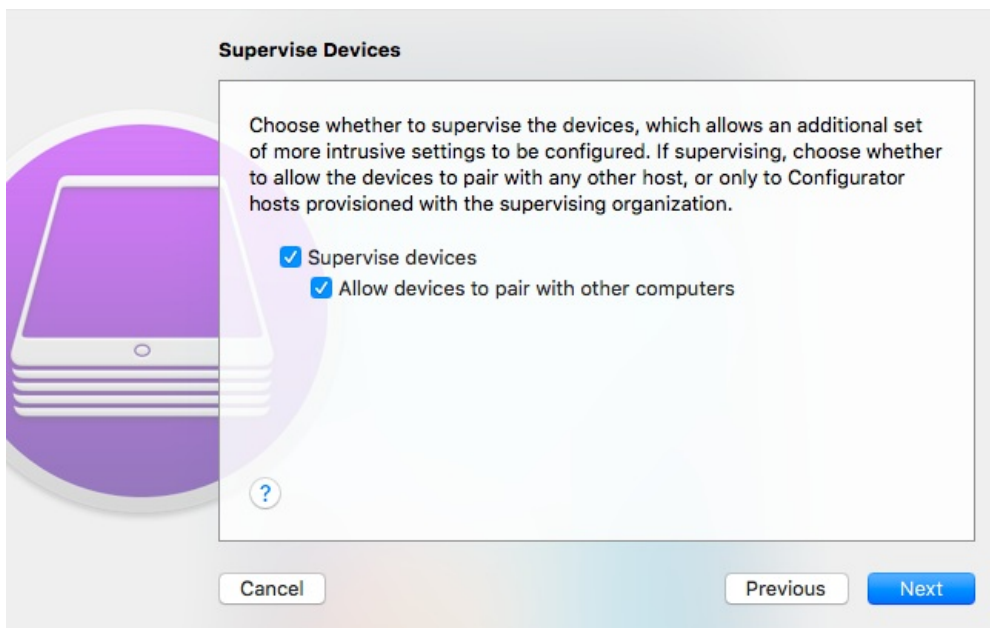 Supervise Devices
Choose whether to supervise the devices, which allows an additional set
of more intrusive settings to be configured. If supervising, choose whether
to allow the devices to pair with any other host, or only to Configurator
hosts provisioned with the supervising organization.
Supervise devices
Allow devices to pair with other computers
?
Cancel
Previous
Next